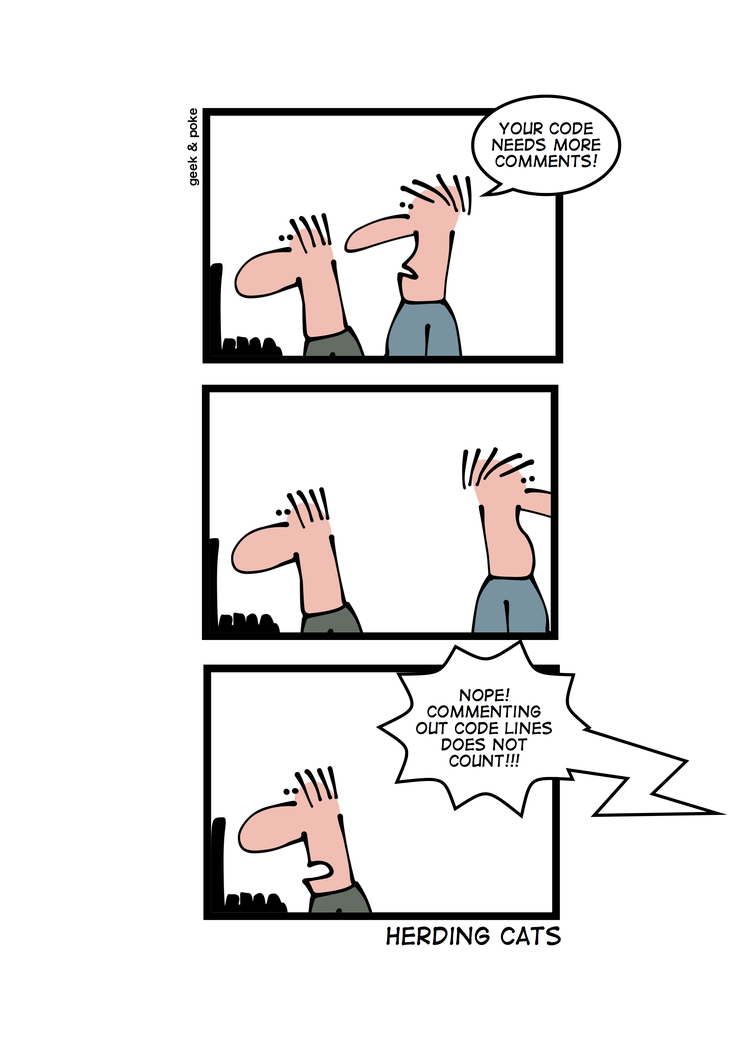 geek & poke
YOUR CODE
NEEDS MORE
COMMENTS!
NOPE!
COMMENTING
OUT CODE LINES
DOES NOT
COUNT!!!
HERDING CATS